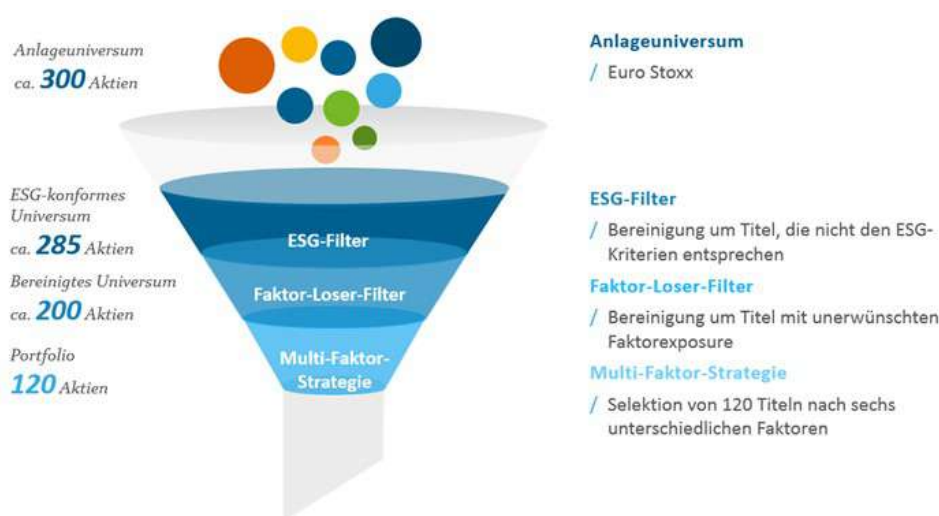 Anlageuniversum
ca. 300 Aktien
ESG-konformes
Universum
ca. 285 Aktien
Bereinigtes Universum
ca. 200 Aktien
Portfolio
120 Aktien
ESG-Filter
Faktor-Loser-Filter
Multi-Faktor-
Strategie
Anlageuniversum
/ Euro Stoxx
ESG-Filter
/ Bereinigung um Titel, die nicht den ESG-
Kriterien entsprechen
Faktor-Loser-Filter
/ Bereinigung um Titel mit unerwünschten
Faktorexposure
Multi-Faktor-Strategie
/ Selektion von 120 Titeln nach sechs
unterschiedlichen Faktoren